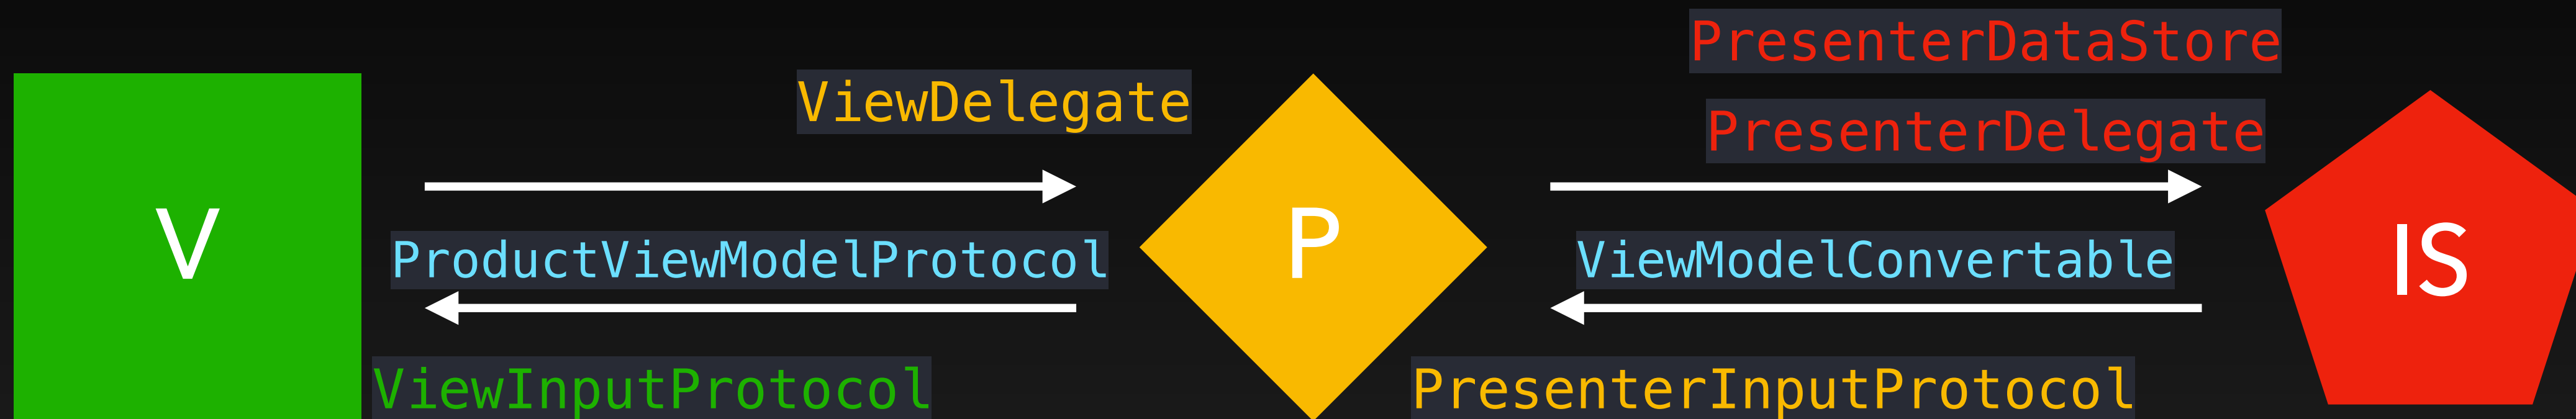 PresenterDataStore
ViewDelegate
PresenterDelegate
V
P
IS
ProductViewModelProtocol
ViewModelConvertable
ViewInputProtocol
PresenterInputProtocol